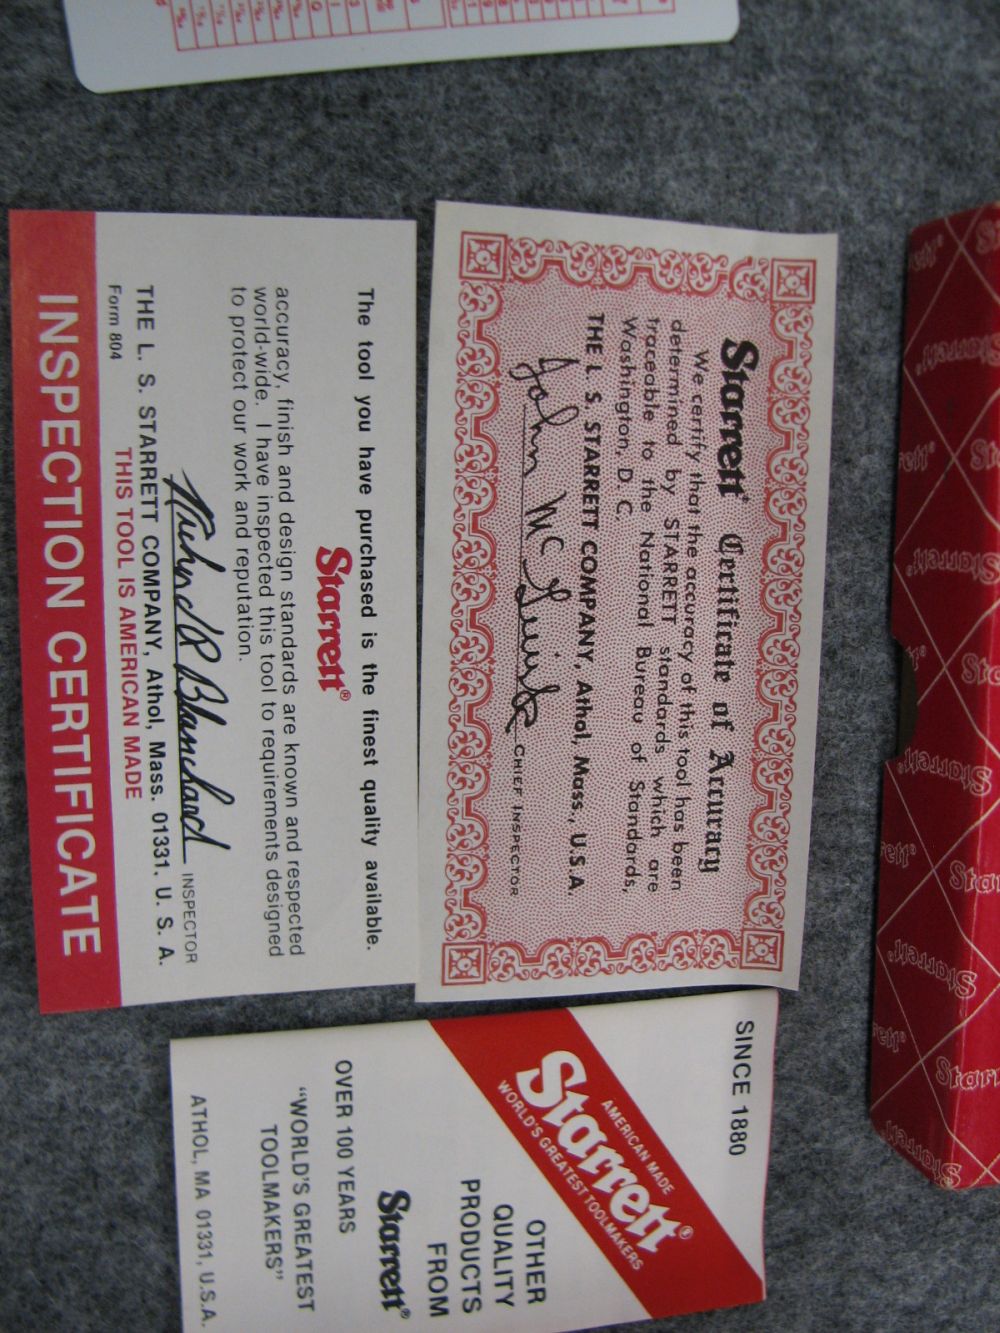 Starrett® Certificate of Accuracy
We certify that the accuracy of this tool has been
determined by STARRETT standards which are
traceable to the National Bureau of Standards,
Washington, D. C.
THE L. S. STARRETT COMPANY, Athol, Mass., U.S.A
CHIEF INSPECTOR
The tool you have purchased is the finest quality available.
Starrett®
accuracy, finish and design standards are known and respected
world-wide. I have inspected this tool to requirements designed
to protect our work and reputation.
Richard R Blanchard INSPECTOR
THE L. S. STARRETT COMPANY, Athol, Mass. 01331. U. S. A.
Form 804 THIS TOOL IS AMERICAN MADE
INSPECTION CERTIFICATE
SINCE 1880
AMERICAN MADE
Starrett®
WORLD'S GREATEST TOOLMAKERS
OTHER
QUALITY
PRODUCTS
FROM
Starrett®
OVER 100 YEARS
"WORLD'S GREATEST
TOOLMAKERS"
ATHOL, MA 01331, U.S.A.
Starrett®
Starrett®
Starrett®
Starrett®